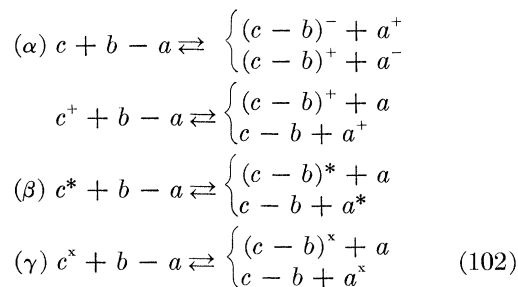 (α) c + b − a ⇄ { (c − b)⁻ + a⁺
(c − b)⁺ + a⁻
c⁺ + b − a ⇄ { (c − b)⁺ + a
c − b + a⁺
(β) c* + b − a ⇄ { (c − b)* + a
c − b + a*
(γ) cˣ + b − a ⇄ { (c − b)ˣ + a
c − b + aˣ (102)